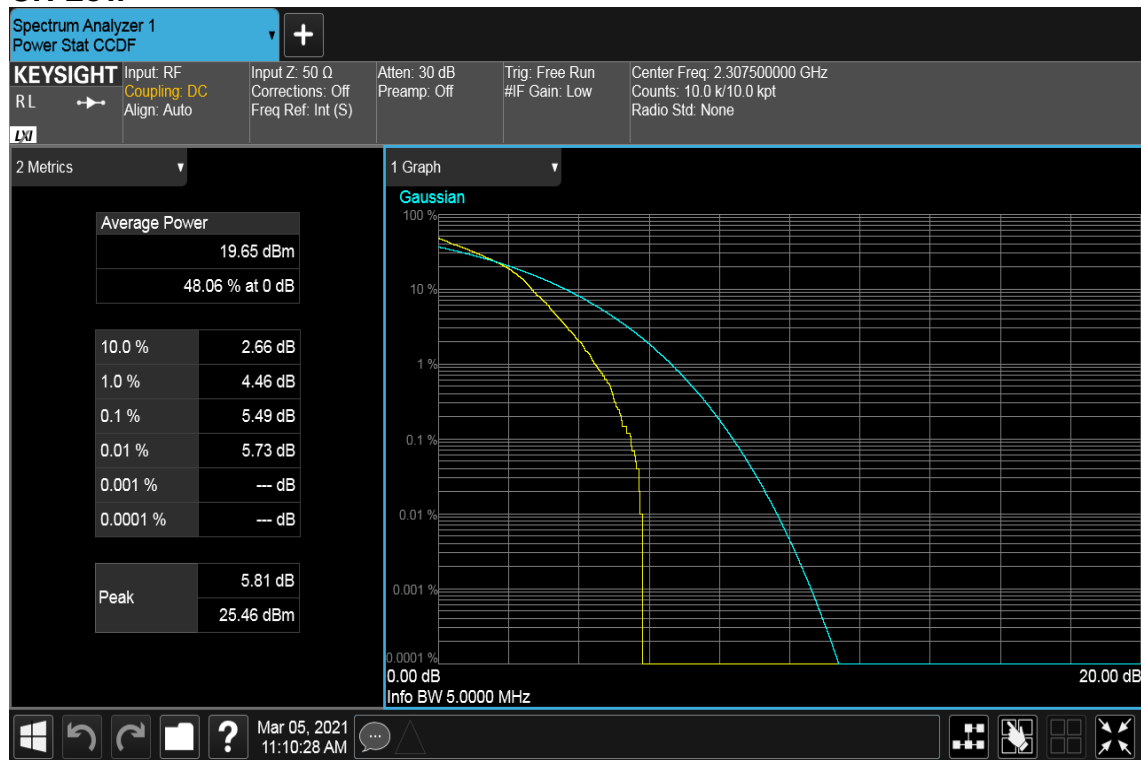 Spectrum Analyzer 1
Power Stat CCDF
KEYSIGHT
RL
LXI
Input: RF
Coupling: DC
Align: Auto
Input Z: 50 Ω
Corrections: Off
Freq Ref: Int (S)
Atten: 30 dB
Preamp: Off
Trig: Free Run
#IF Gain: Low
Center Freq: 2.307500000 GHz
Counts: 10.0 k/10.0 kpt
Radio Std: None
2 Metrics
Average Power
19.65 dBm
48.06 % at 0 dB
10.0 % 2.66 dB
1.0 % 4.46 dB
0.1 % 5.49 dB
0.01 % 5.73 dB
0.001 % --- dB
0.0001 % --- dB
Peak
5.81 dB
25.46 dBm
1 Graph
Gaussian
100 %
10 %
1 %
0.1 %
0.01 %
0.001 %
0.0001 %
0.00 dB 20.00 dB
Info BW 5.0000 MHz
?
Mar 05, 2021
11:10:28 AM